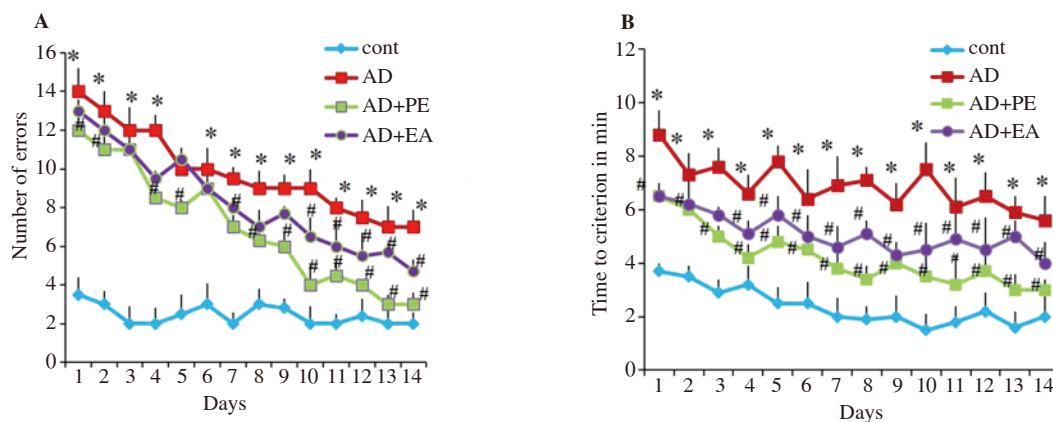 A
Number of errors
16
14
12
10
8
6
4
2
0
* * * * * * * * * * * * *
# # # # # # # # # # # # # # # # #
cont
AD
AD+PE
AD+EA
1 2 3 4 5 6 7 8 9 10 11 12 13 14
Days
B
Time to criterion in min
12
10
8
6
4
2
0
* * * * * * * * * * * * * *
# # # # # # # # # # # # # # # # # # # # # # # #
cont
AD
AD+PE
AD+EA
1 2 3 4 5 6 7 8 9 10 11 12 13 14
Days